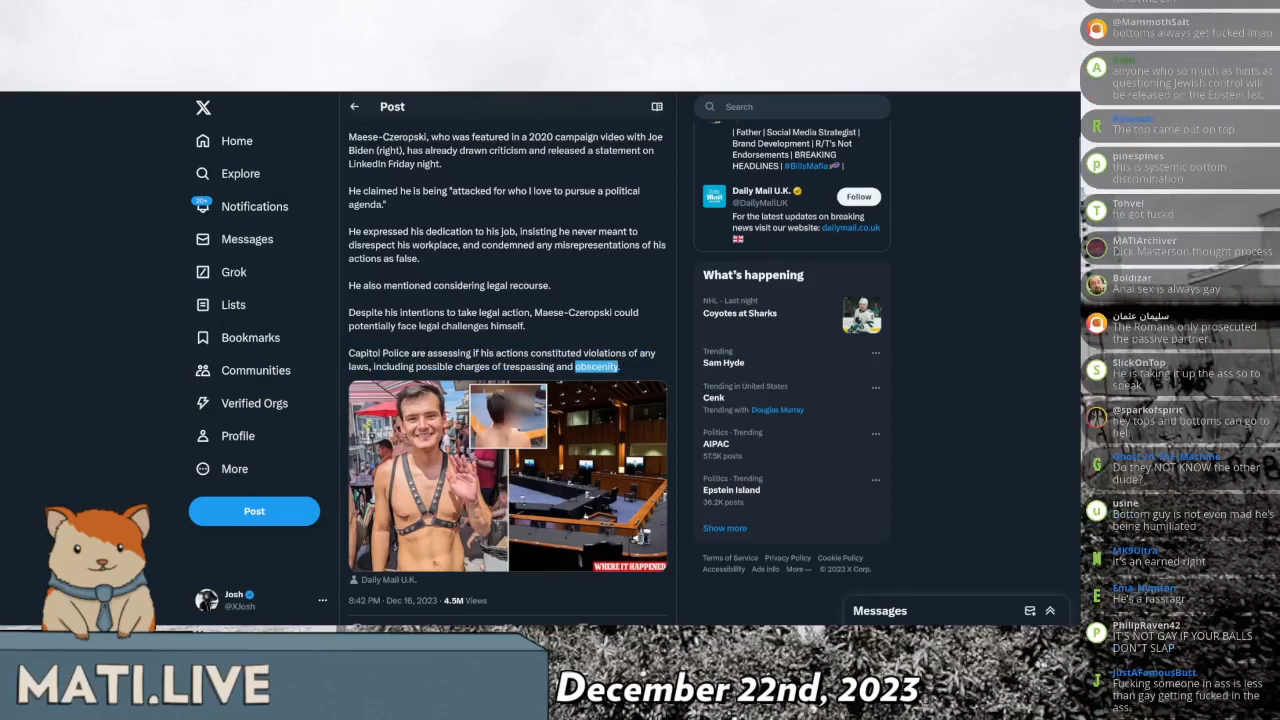 X
Home
Explore
20+
Notifications
Messages
Grok
Lists
Bookmarks
Communities
Verified Orgs
Profile
More
Post
Josh
@XJosh
Post
Maese-Czeropski, who was featured in a 2020 campaign video with Joe
Biden (right), has already drawn criticism and released a statement on
LinkedIn Friday night.
He claimed he is being "attacked for who I love to pursue a political
agenda."
He expressed his dedication to his job, insisting he never meant to
disrespect his workplace, and condemned any misrepresentations of his
actions as false.
He also mentioned considering legal recourse.
Despite his intentions to take legal action, Maese-Czeropski could
potentially face legal challenges himself.
Capitol Police are assessing if his actions constituted violations of any
laws, including possible charges of trespassing and obscenity.
WHERE IT HAPPENED
Daily Mail U.K.
8:42 PM · Dec 16, 2023 · 4.5M Views
Search
| Father | Social Media Strategist |
Brand Development | R/T's Not
Endorsements | BREAKING
HEADLINES | #BillsMafia |
Daily Mail
Daily Mail U.K.
@DailyMailUK
Follow
For the latest updates on breaking
news visit our website: dailymail.co.uk
What's happening
NHL · Last night
Coyotes at Sharks
Trending
Sam Hyde
Trending in United States
Cenk
Trending with Douglas Murray
Politics · Trending
AIPAC
57.5K posts
Politics · Trending
Epstein Island
36.2K posts
Show more
Terms of Service Privacy Policy Cookie Policy
Accessibility Ads info More ··· © 2023 X Corp.
Messages
@MammothSalt
bottoms always get fucked lmao
anyone who so much as hints at
questioning Jewish control will
be released on the Epstein list.
The top came out on top
pinespines
this is systemic bottom
discrimination
Tohvel
he got fuckd
MATIArchiver
Dick Masterson thought process
Boldizar
Anal sex is always gay
سليمان عثمان
The Romans only prosecuted
the passive partner.
SlickOnTop
He is taking it up the ass so to
speak
@sparkofspirit
hey tops and bottoms can go to
hell
Ghost_in_the_Machine
Do they NOT KNOW the other
dude?
usine
Bottom guy is not even mad he's
being humiliated
MK9Ultra
It's an earned right
Ema_Nymton
He's a rassragr
PhilipRaven42
IT'S NOT GAY IF YOUR BALLS
DON"T SLAP
JustAFamousButt
Fucking someone in ass is less
than gay getting fucked in the
ass.
MATI.LIVE
December 22nd, 2023